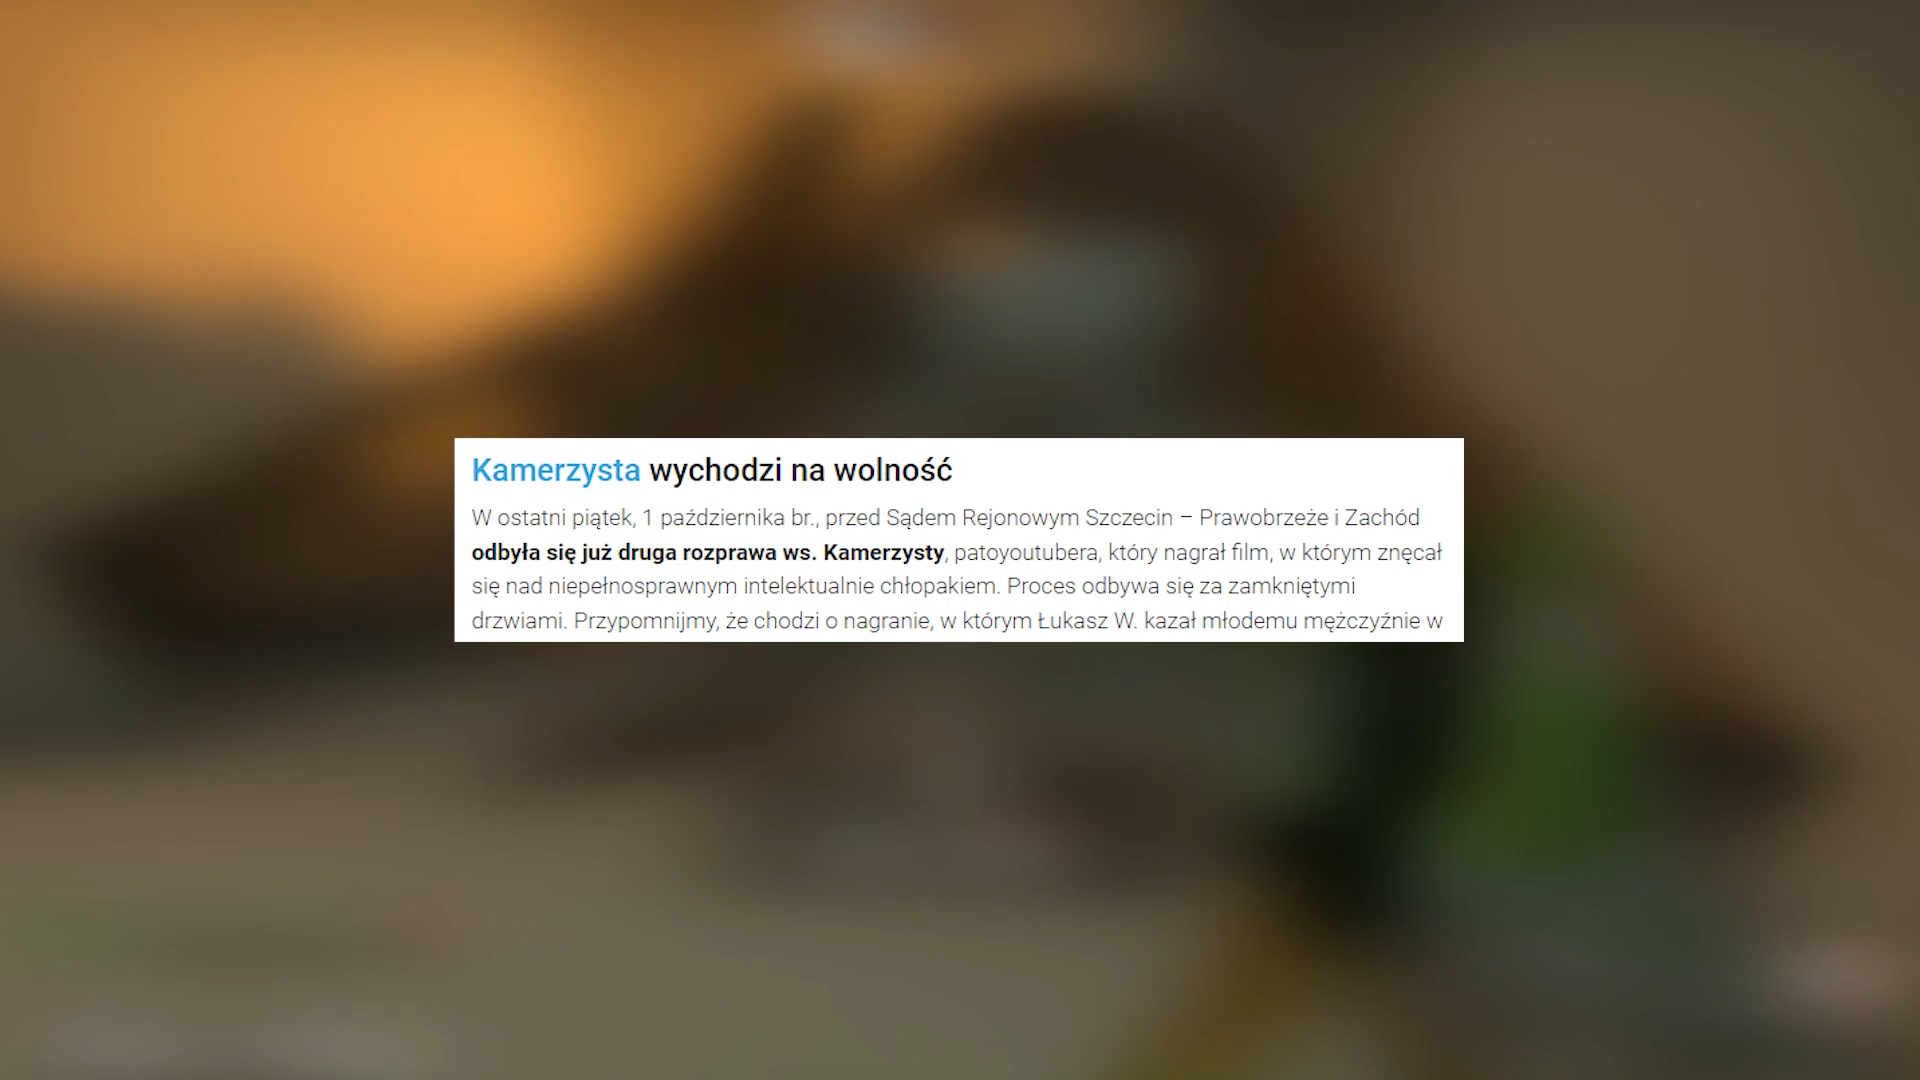 Kamerzysta wychodzi na wolność
W ostatni piątek, 1 października br., przed Sądem Rejonowym Szczecin – Prawobrzeże i Zachód
odbyła się już druga rozprawa ws. Kamerzysty, patoyoutubera, który nagrał film, w którym znęcał
się nad niepełnosprawnym intelektualnie chłopakiem. Proces odbywa się za zamkniętymi
drzwiami. Przypomnijmy, że chodzi o nagranie, w którym Łukasz W. kazał młodemu mężczyźnie w